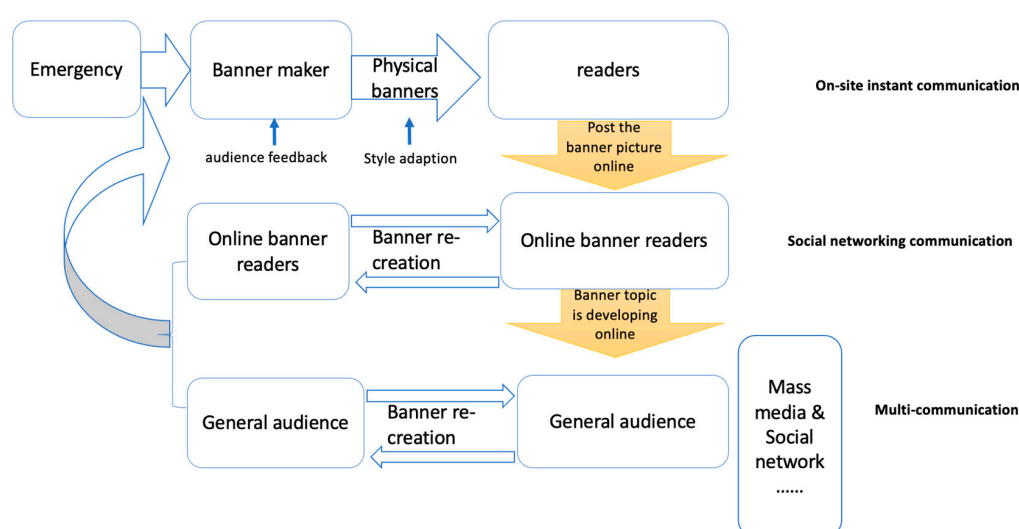 Emergency
Banner maker
Physical
banners
readers
On-site instant communication
audience feedback
Style adaption
Post the
banner picture
online
Online banner
readers
Banner re-
creation
Online banner readers
Social networking communication
Banner topic
is developing
online
General audience
Banner re-
creation
General audience
Mass
media &
Social
network
......
Multi-communication